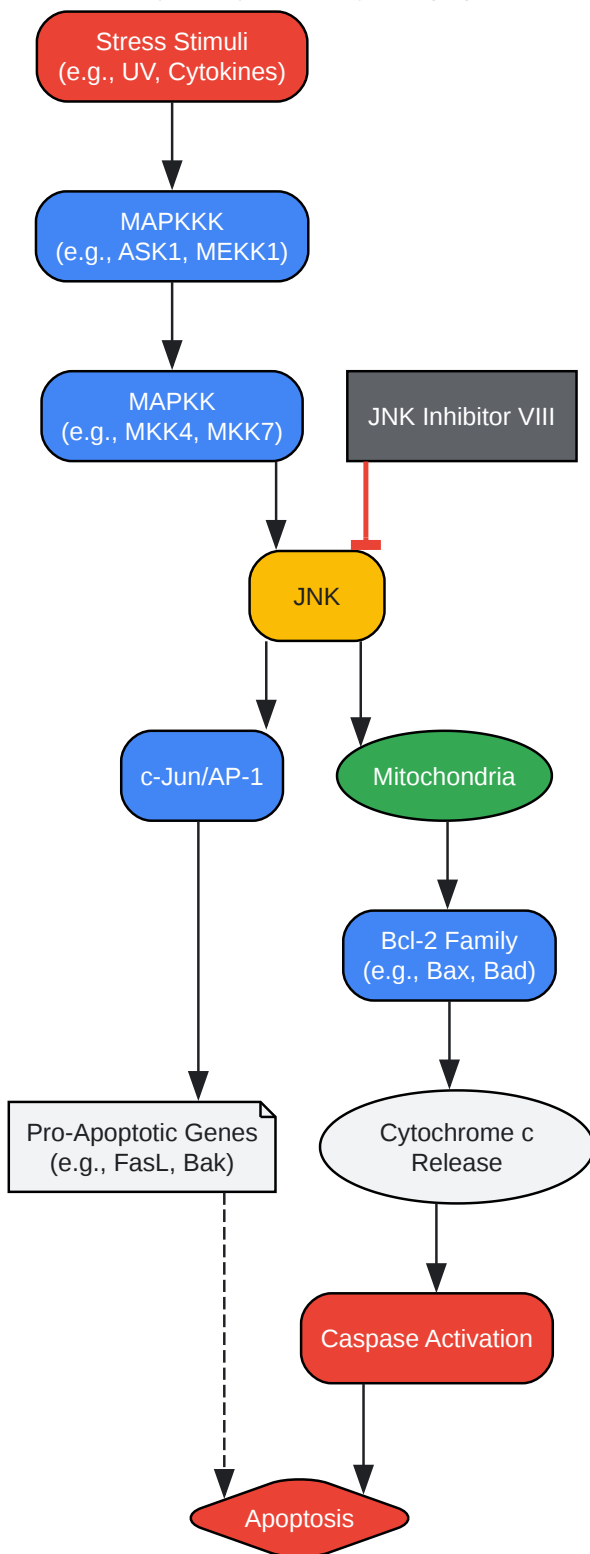 Stress Stimuli
(e.g., UV, Cytokines)
MAPKKK
(e.g., ASK1, MEKK1)
MAPKK
(e.g., MKK4, MKK7)
JNK Inhibitor VIII
JNK
c-Jun/AP-1
Mitochondria
Bcl-2 Family
(e.g., Bax, Bad)
Pro-Apoptotic Genes
(e.g., FasL, Bak)
Cytochrome c
Release
Caspase Activation
Apoptosis